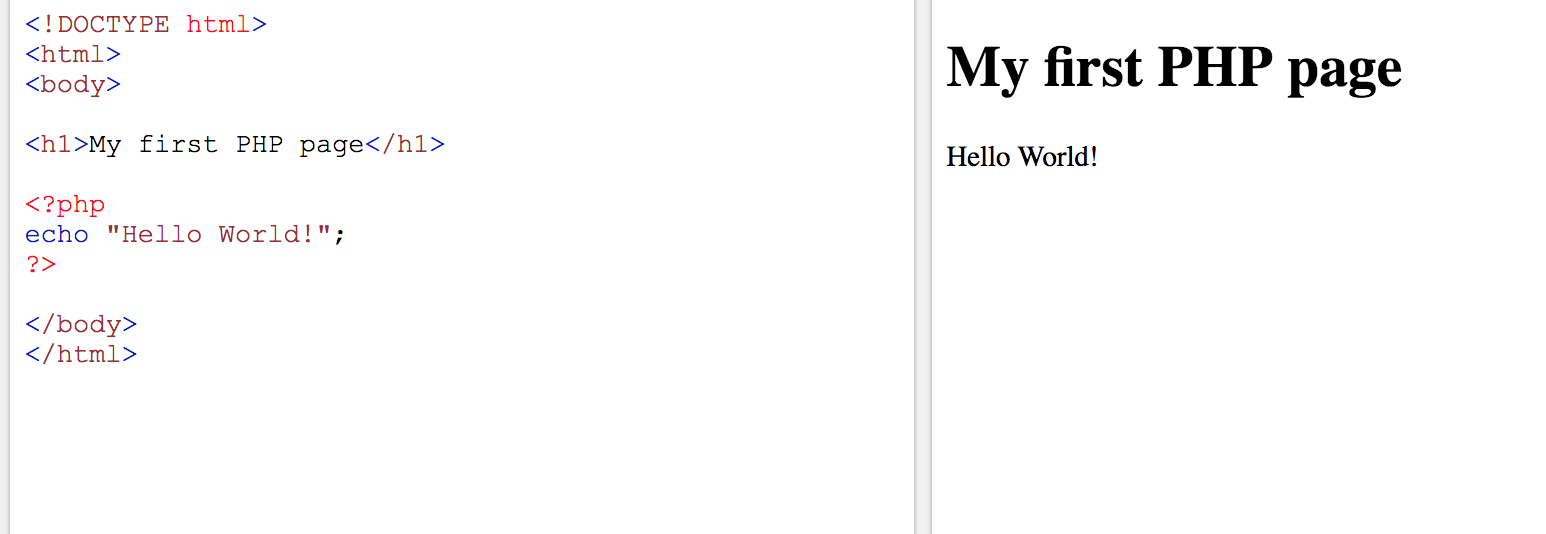 <!DOCTYPE html>
<html>
<body>
<h1>My first PHP page</h1>
<?php
echo "Hello World!";
?>
</body>
</html>
My first PHP page
Hello World!